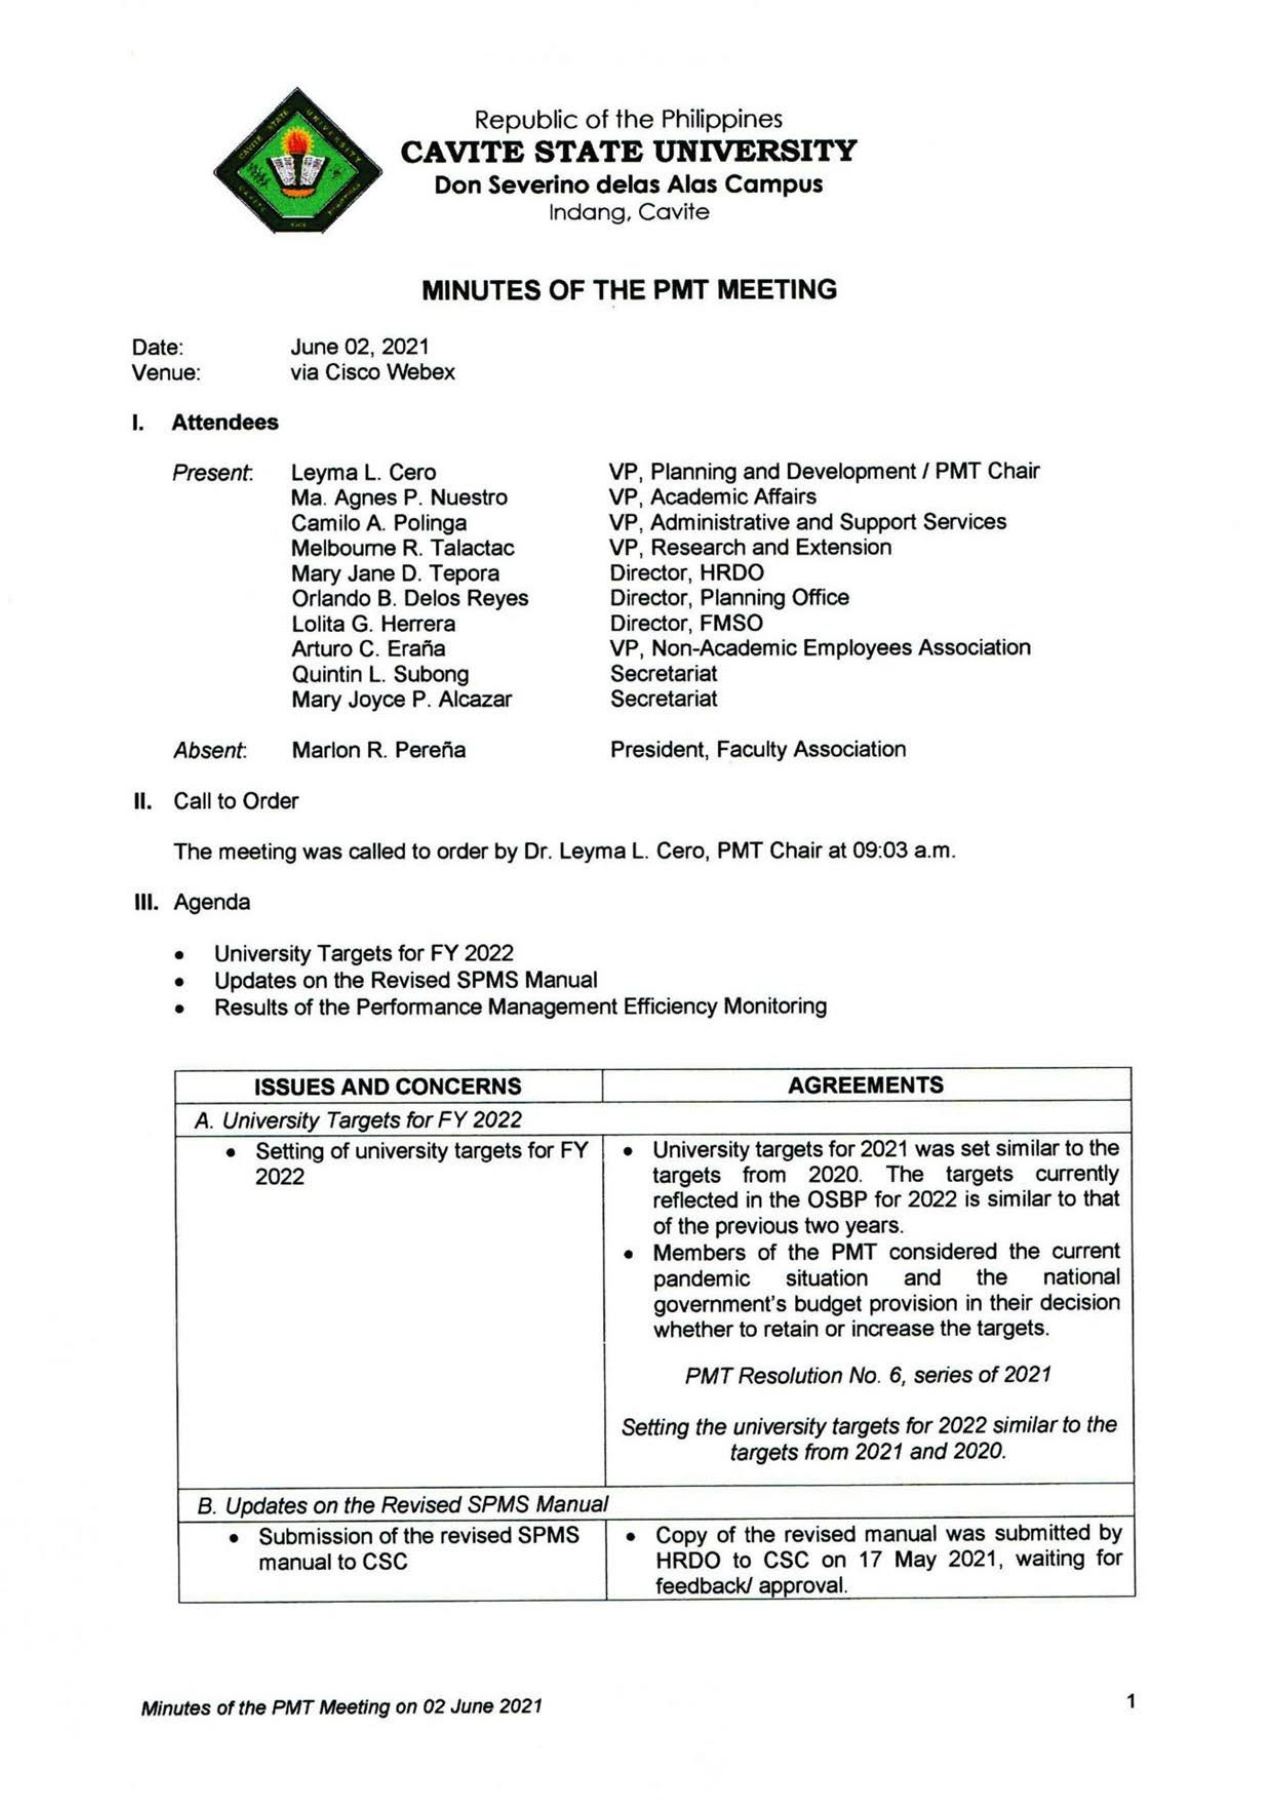 Republic of the Philippines
CAVITE STATE UNIVERSITY
Don Severino delas Alas Campus
Indang, Cavite
MINUTES OF THE PMT MEETING
Date: June 02, 2021
Venue: via Cisco Webex
I. Attendees
Present: Leyma L. Cero VP, Planning and Development / PMT Chair
Ma. Agnes P. Nuestro VP, Academic Affairs
Camilo A. Polinga VP, Administrative and Support Services
Melbourne R. Talactac VP, Research and Extension
Mary Jane D. Tepora Director, HRDO
Orlando B. Delos Reyes Director, Planning Office
Lolita G. Herrera Director, FMSO
Arturo C. Eraña VP, Non-Academic Employees Association
Quintin L. Subong Secretariat
Mary Joyce P. Alcazar Secretariat
Absent: Marlon R. Pereña President, Faculty Association
II. Call to Order
The meeting was called to order by Dr. Leyma L. Cero, PMT Chair at 09:03 a.m.
III. Agenda
• University Targets for FY 2022
• Updates on the Revised SPMS Manual
• Results of the Performance Management Efficiency Monitoring
ISSUES AND CONCERNS AGREEMENTS
A. University Targets for FY 2022
• Setting of university targets for FY
2022
• University targets for 2021 was set similar to the
targets from 2020. The targets currently
reflected in the OSBP for 2022 is similar to that
of the previous two years.
• Members of the PMT considered the current
pandemic situation and the national
government's budget provision in their decision
whether to retain or increase the targets.
PMT Resolution No. 6, series of 2021
Setting the university targets for 2022 similar to the
targets from 2021 and 2020.
B. Updates on the Revised SPMS Manual
• Submission of the revised SPMS
manual to CSC
• Copy of the revised manual was submitted by
HRDO to CSC on 17 May 2021, waiting for
feedback/ approval.
Minutes of the PMT Meeting on 02 June 2021 1